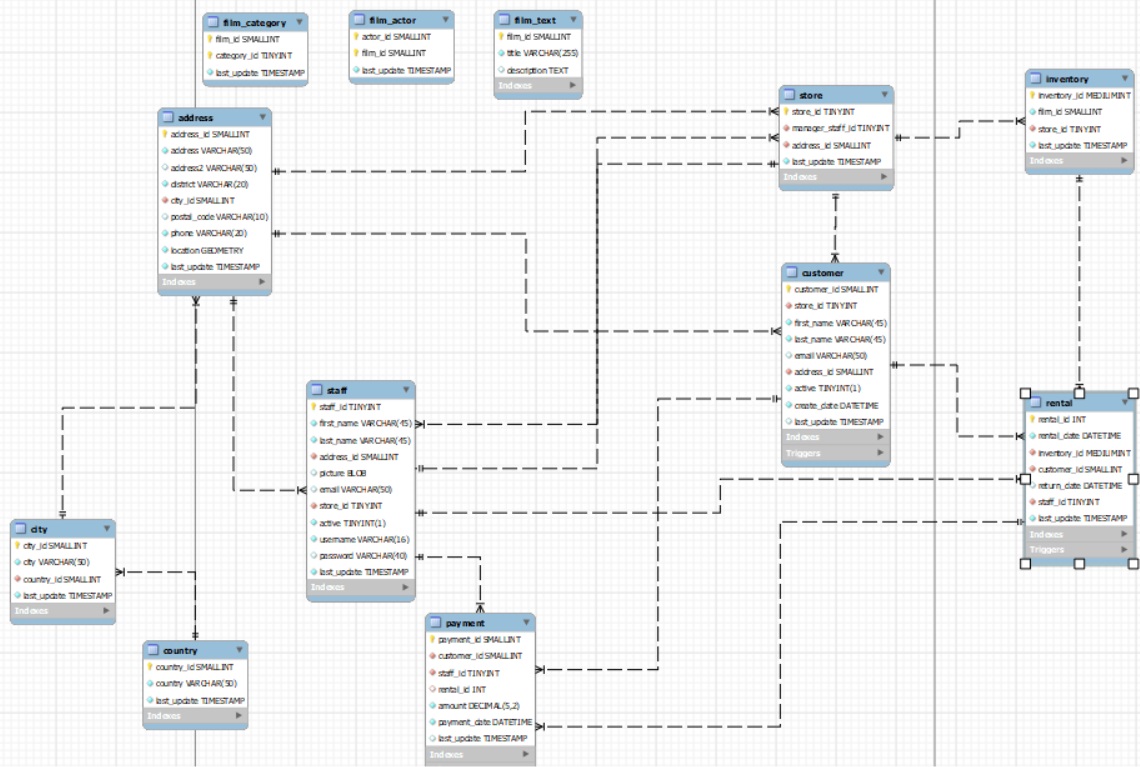 film_category
film_id SMALLINT
category_id TINYINT
last_update TIMESTAMP
film_actor
actor_id SMALLINT
film_id SMALLINT
last_update TIMESTAMP
film_text
film_id SMALLINT
title VARCHAR(255)
description TEXT
Indexes
address
address_id SMALLINT
address VARCHAR(50)
address2 VARCHAR(50)
district VARCHAR(20)
city_id SMALLINT
postal_code VARCHAR(10)
phone VARCHAR(20)
location GEOMETRY
last_update TIMESTAMP
Indexes
store
store_id TINYINT
manager_staff_id TINYINT
address_id SMALLINT
last_update TIMESTAMP
Indexes
inventory
inventory_id MEDIUMINT
film_id SMALLINT
store_id TINYINT
last_update TIMESTAMP
Indexes
customer
customer_id SMALLINT
store_id TINYINT
first_name VARCHAR(45)
last_name VARCHAR(45)
email VARCHAR(50)
address_id SMALLINT
active TINYINT(1)
create_date DATETIME
last_update TIMESTAMP
Indexes
Triggers
staff
staff_id TINYINT
first_name VARCHAR(45)
last_name VARCHAR(45)
address_id SMALLINT
picture BLOB
email VARCHAR(50)
store_id TINYINT
active TINYINT(1)
username VARCHAR(16)
password VARCHAR(40)
last_update TIMESTAMP
Indexes
rental
rental_id INT
rental_date DATETIME
inventory_id MEDIUMINT
customer_id SMALLINT
return_date DATETIME
staff_id TINYINT
last_update TIMESTAMP
Indexes
Triggers
city
city_id SMALLINT
city VARCHAR(50)
country_id SMALLINT
last_update TIMESTAMP
Indexes
country
country_id SMALLINT
country VARCHAR(50)
last_update TIMESTAMP
Indexes
payment
payment_id SMALLINT
customer_id SMALLINT
staff_id TINYINT
rental_id INT
amount DECIMAL(5,2)
payment_date DATETIME
last_update TIMESTAMP
Indexes